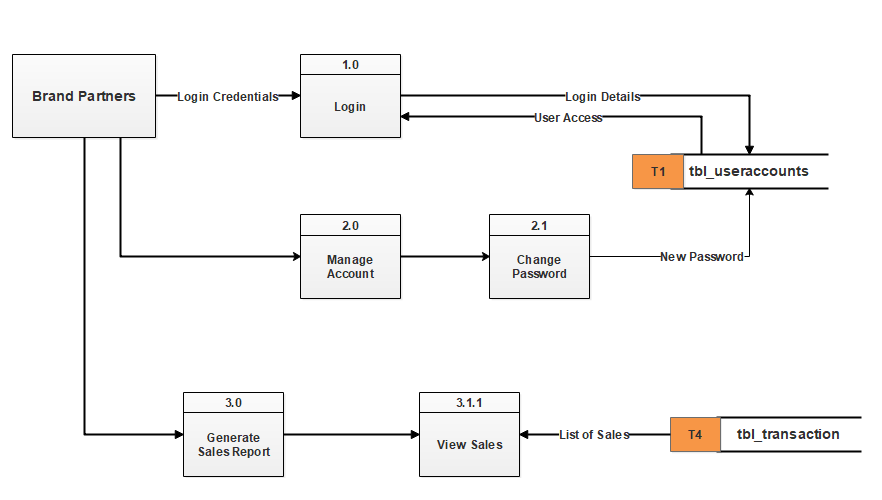 1.0
Brand Partners
Login Credentials
Login
Login Details
User Access
T1
tbl_useraccounts
2.0
2.1
Manage
Account
Change
Password
New Password
3.0
3.1.1
Generate
Sales Report
View Sales
List of Sales
T4
tbl_transaction